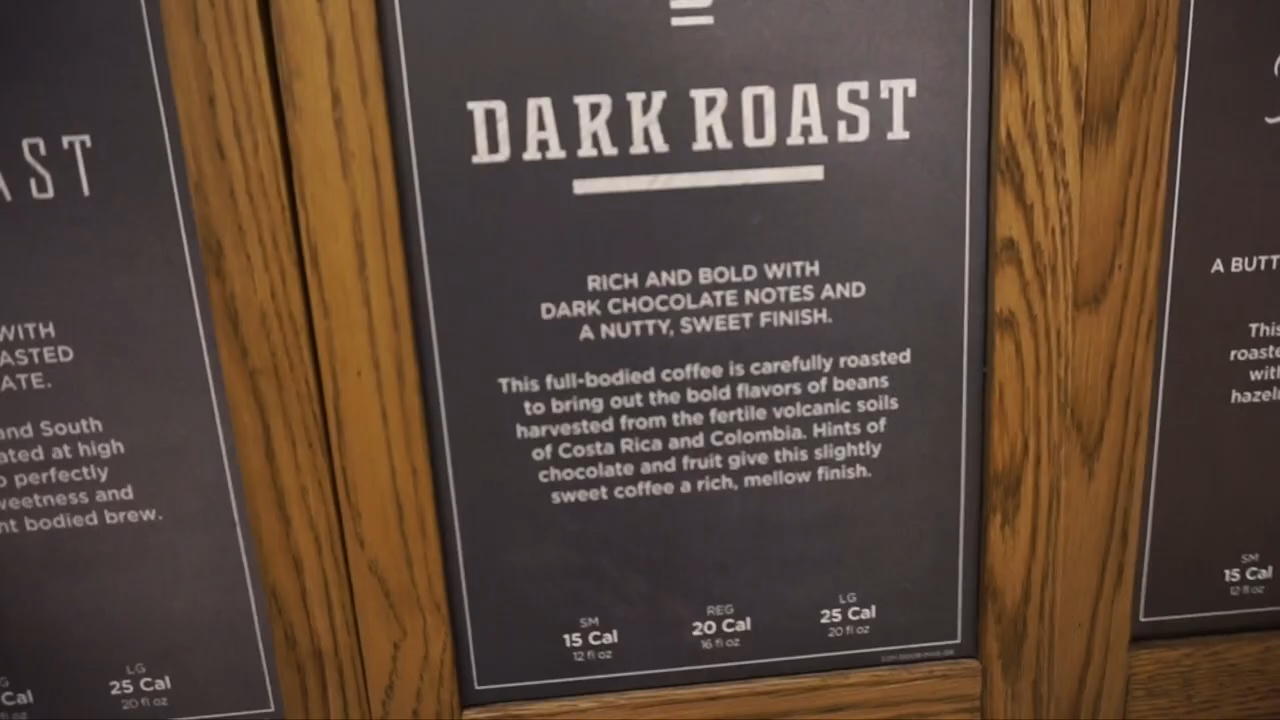 AST
WITH
ASTED
ATE.
and South
ated at high
perfectly
weetness and
nt bodied brew.
Cal
LG
25 Cal
20 fl oz
DARK ROAST
RICH AND BOLD WITH
DARK CHOCOLATE NOTES AND
A NUTTY, SWEET FINISH.
This full-bodied coffee is carefully roasted
to bring out the bold flavors of beans
harvested from the fertile volcanic soils
of Costa Rica and Colombia. Hints of
chocolate and fruit give this slightly
sweet coffee a rich, mellow finish.
SM
15 Cal
12 fl oz
REG
20 Cal
16 fl oz
LG
25 Cal
20 fl oz
A BUTT
This
roaste
with
hazeln
SM
15 Cal
12 fl oz